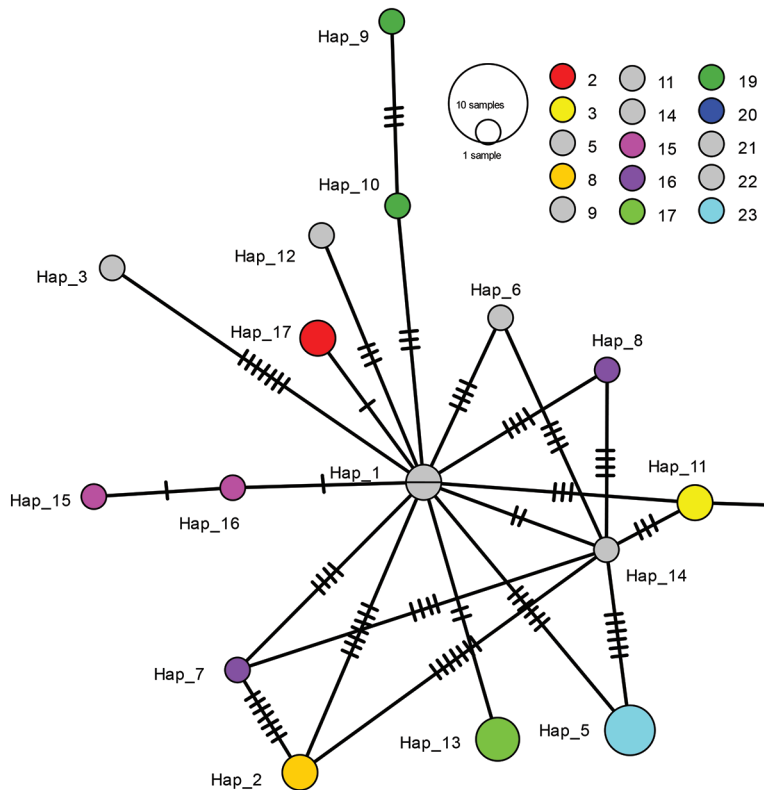 Hap_9
10 samples
1 sample
2 11 19
3 14 20
5 15 21
8 16 22
9 17 23
Hap_10
Hap_12
Hap_3
Hap_6
Hap_17
Hap_8
Hap_1
Hap_11
Hap_15
Hap_16
Hap_14
Hap_7
Hap_13
Hap_5
Hap_2